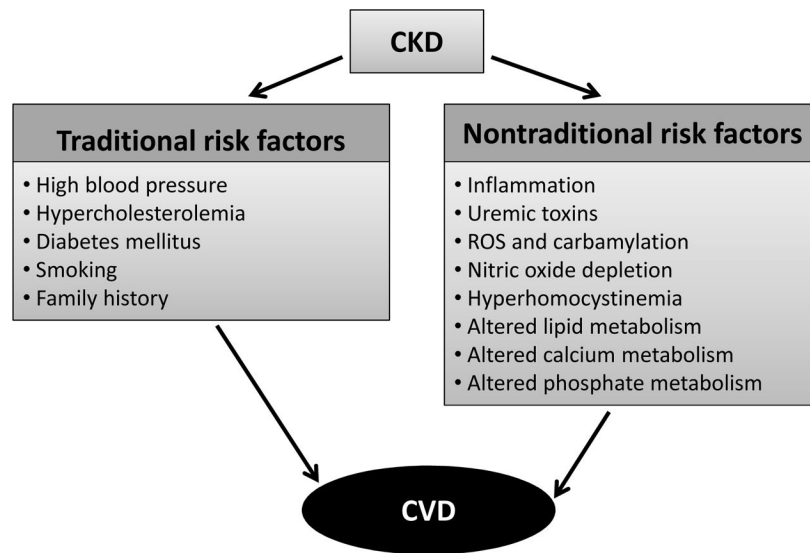 CKD
Traditional risk factors
• High blood pressure
• Hypercholesterolemia
• Diabetes mellitus
• Smoking
• Family history
Nontraditional risk factors
• Inflammation
• Uremic toxins
• ROS and carbamylation
• Nitric oxide depletion
• Hyperhomocystinemia
• Altered lipid metabolism
• Altered calcium metabolism
• Altered phosphate metabolism
CVD